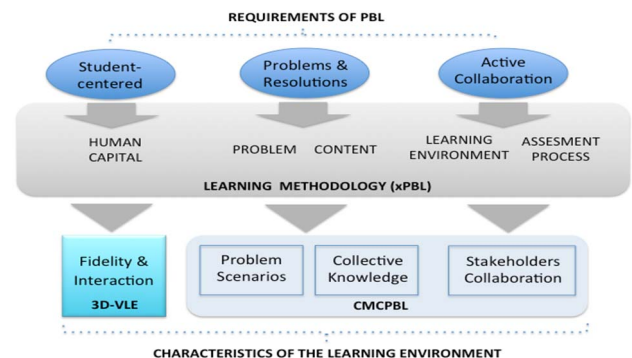 REQUIREMENTS OF PBL
Student-
centered
Problems &
Resolutions
Active
Collaboration
HUMAN
CAPITAL
PROBLEM CONTENT
LEARNING
ENVIRONMENT
ASSESMENT
PROCESS
LEARNING METHODOLOGY (xPBL)
Fidelity &
Interaction
3D-VLE
Problem
Scenarios
Collective
Knowledge
Stakeholders
Collaboration
CMCPBL
CHARACTERISTICS OF THE LEARNING ENVIRONMENT